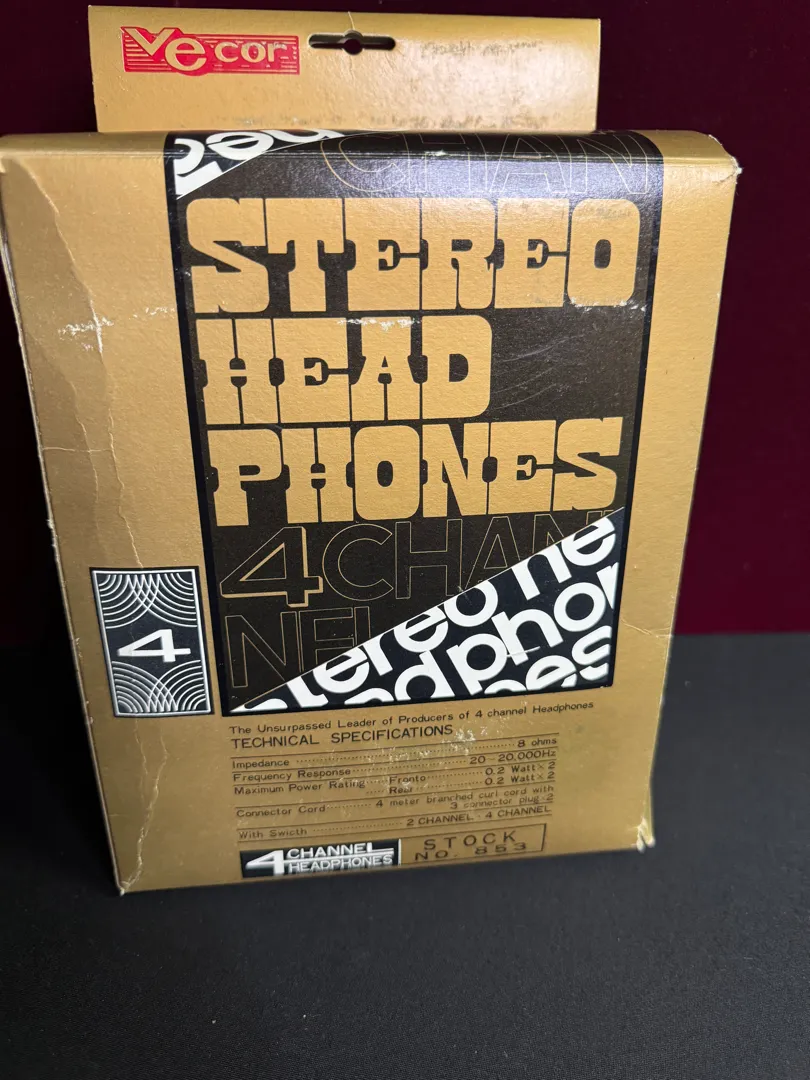 Vecor
CHAN
STEREO
HEAD
PHONES
4CHAN
NEL
stereo he
adphon
nes
4
The Unsurpassed Leader of Producers of 4 channel Headphones
TECHNICAL SPECIFICATIONS
Impedance 8 ohms
Frequency Response 20-20,000Hz
Maximum Power Rating Fronto 0.2 Watt×2
Rear 0.2 Watt×2
Connector Cord 4 meter branched curl cord with
3 connector plug-2
With Swicth 2 CHANNEL - 4 CHANNEL
4 CHANNEL
HEADPHONES
STOCK
NO. 853